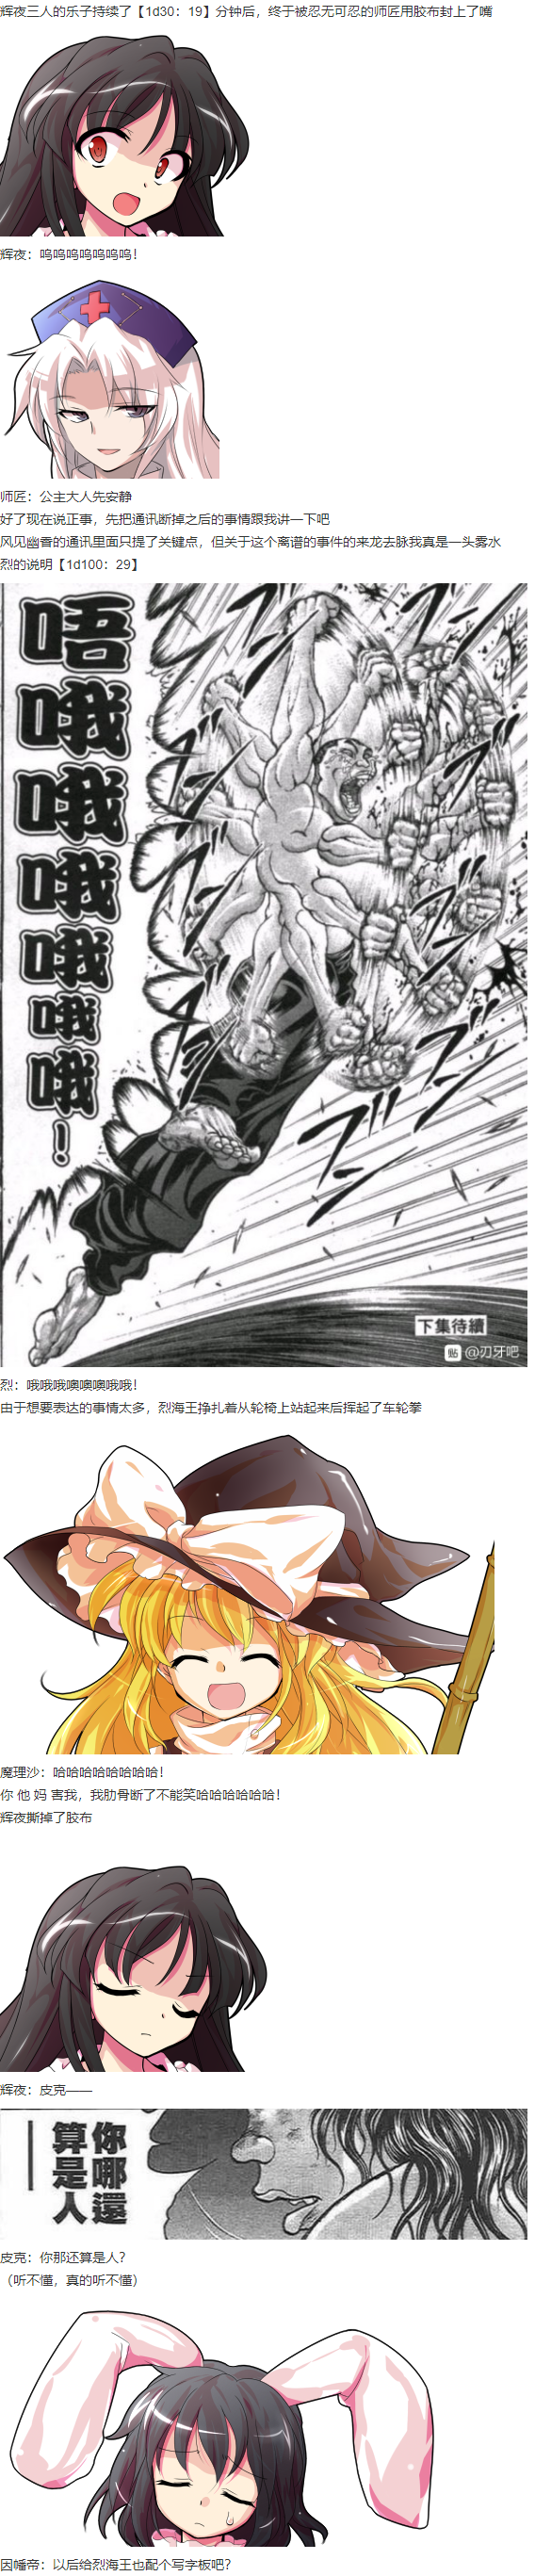 辉夜三人的乐子持续了【1d30：19】分钟后，终于被忍无可忍的师匠用胶布封上了嘴
辉夜：呜呜呜呜呜呜呜！
师匠：公主大人先安静
好了现在说正事，先把通讯断掉之后的事情跟我讲一下吧
风见幽香的通讯里面只提了关键点，但关于这个离谱的事件的来龙去脉我真是一头雾水
烈的说明【1d100：29】
唔哦哦哦哦哦哦！
下集待續
贴 @刃牙吧
烈：哦哦哦噢噢噢哦哦！
由于想要表达的事情太多，烈海王挣扎着从轮椅上站起来后挥起了车轮拳
魔理沙：哈哈哈哈哈哈哈哈！
你 他 妈 害我，我肋骨断了不能笑哈哈哈哈哈哈！
辉夜撕掉了胶布
辉夜：皮克——
你哪還
算是人
——
皮克：你那还算是人？
（听不懂，真的听不懂）
因幡帝：以后给烈海王也配个写字板吧？